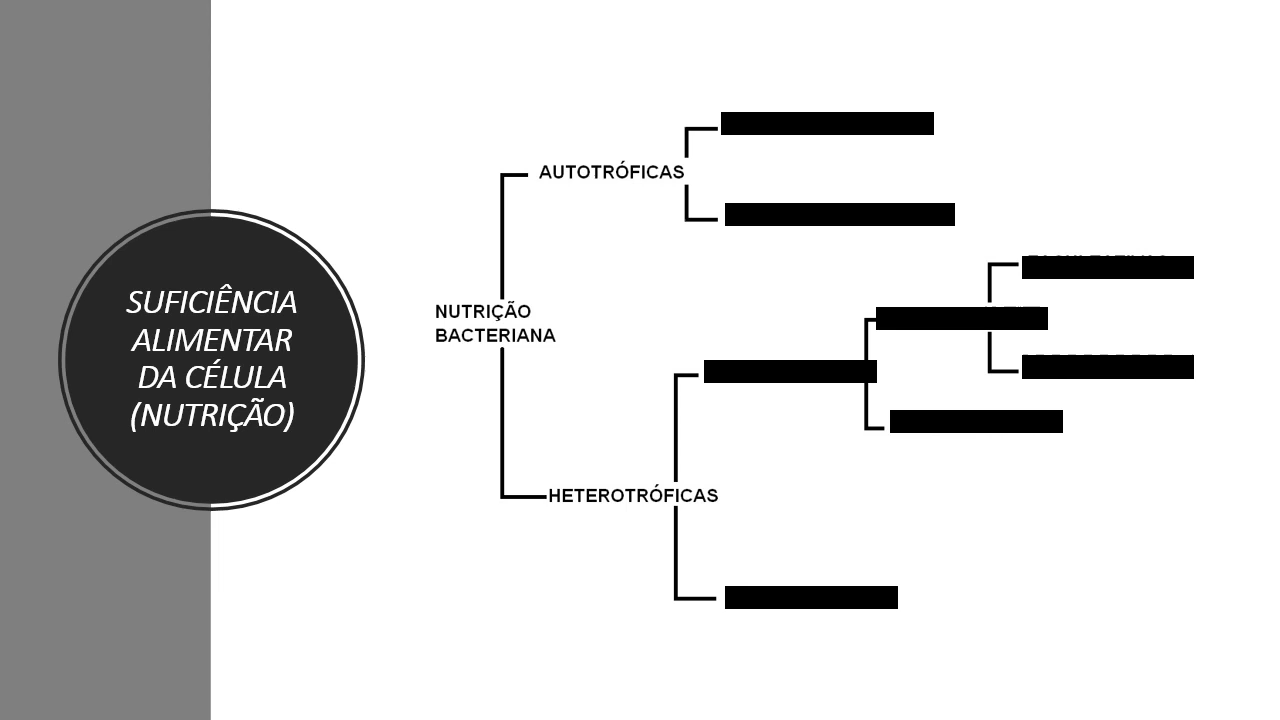 SUFICIÊNCIA
ALIMENTAR
DA CÉLULA
(NUTRIÇÃO)
AUTOTRÓFICAS
NUTRIÇÃO
BACTERIANA
HETEROTRÓFICAS